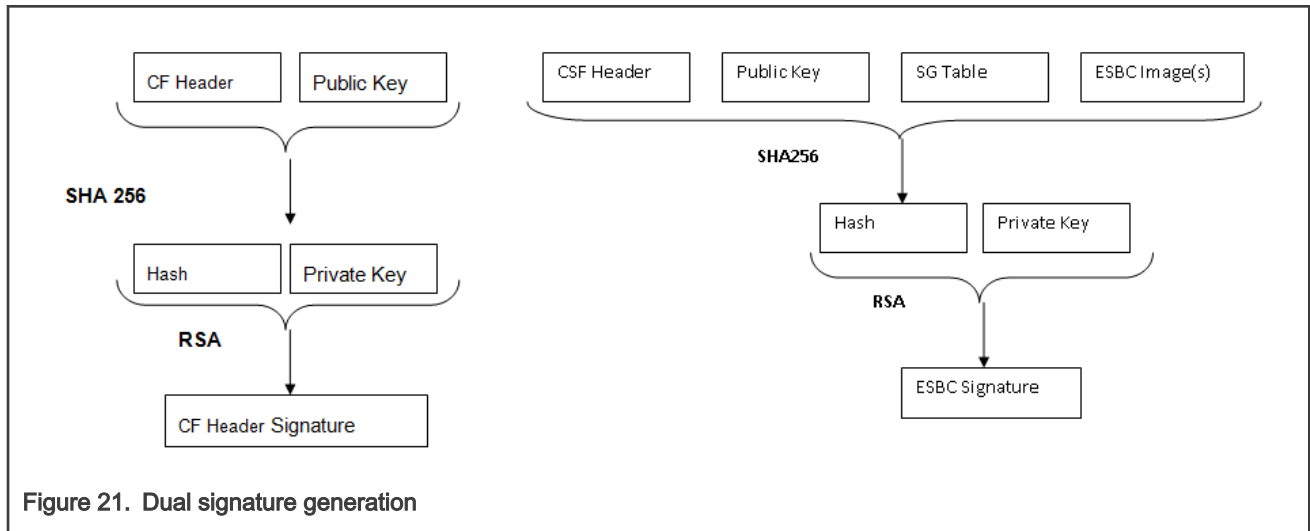 CF Header
Public Key
SHA 256
Hash
Private Key
RSA
CF Header Signature
CSF Header
Public Key
SG Table
ESBC Image(s)
SHA256
Hash
Private Key
RSA
ESBC Signature
Figure 21. Dual signature generation